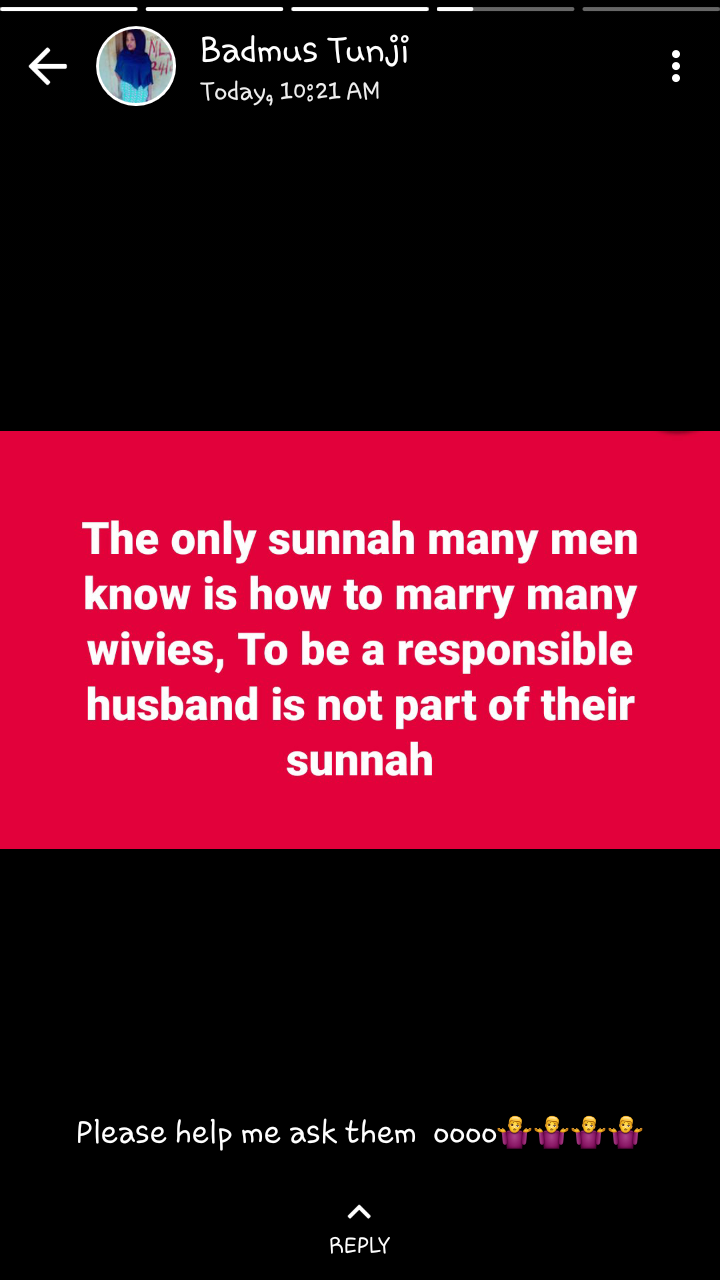 Badmus Tunji
Today, 10:21 AM
The only sunnah many men
know is how to marry many
wivies, To be a responsible
husband is not part of their
sunnah
Please help me ask them oooo🤷‍♂️🤷‍♂️🤷‍♂️🤷‍♂️
REPLY